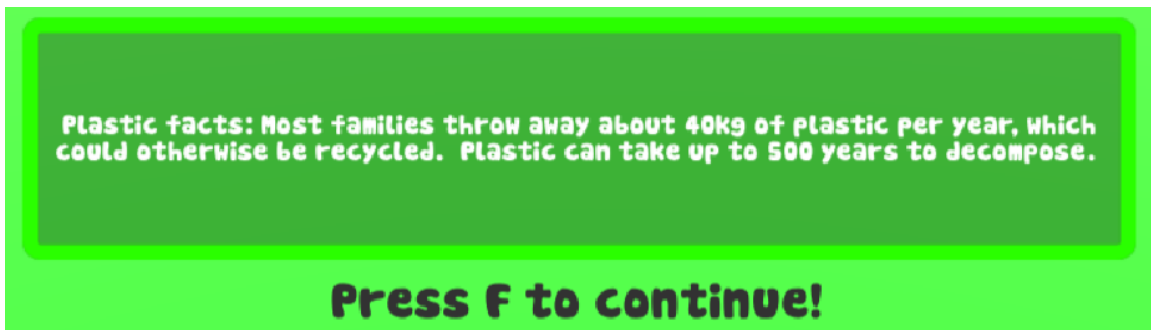 Plastic facts: Most families throw away about 40kg of plastic per year, which
could otherwise be recycled. Plastic can take up to 500 years to decompose.
Press F to continue!